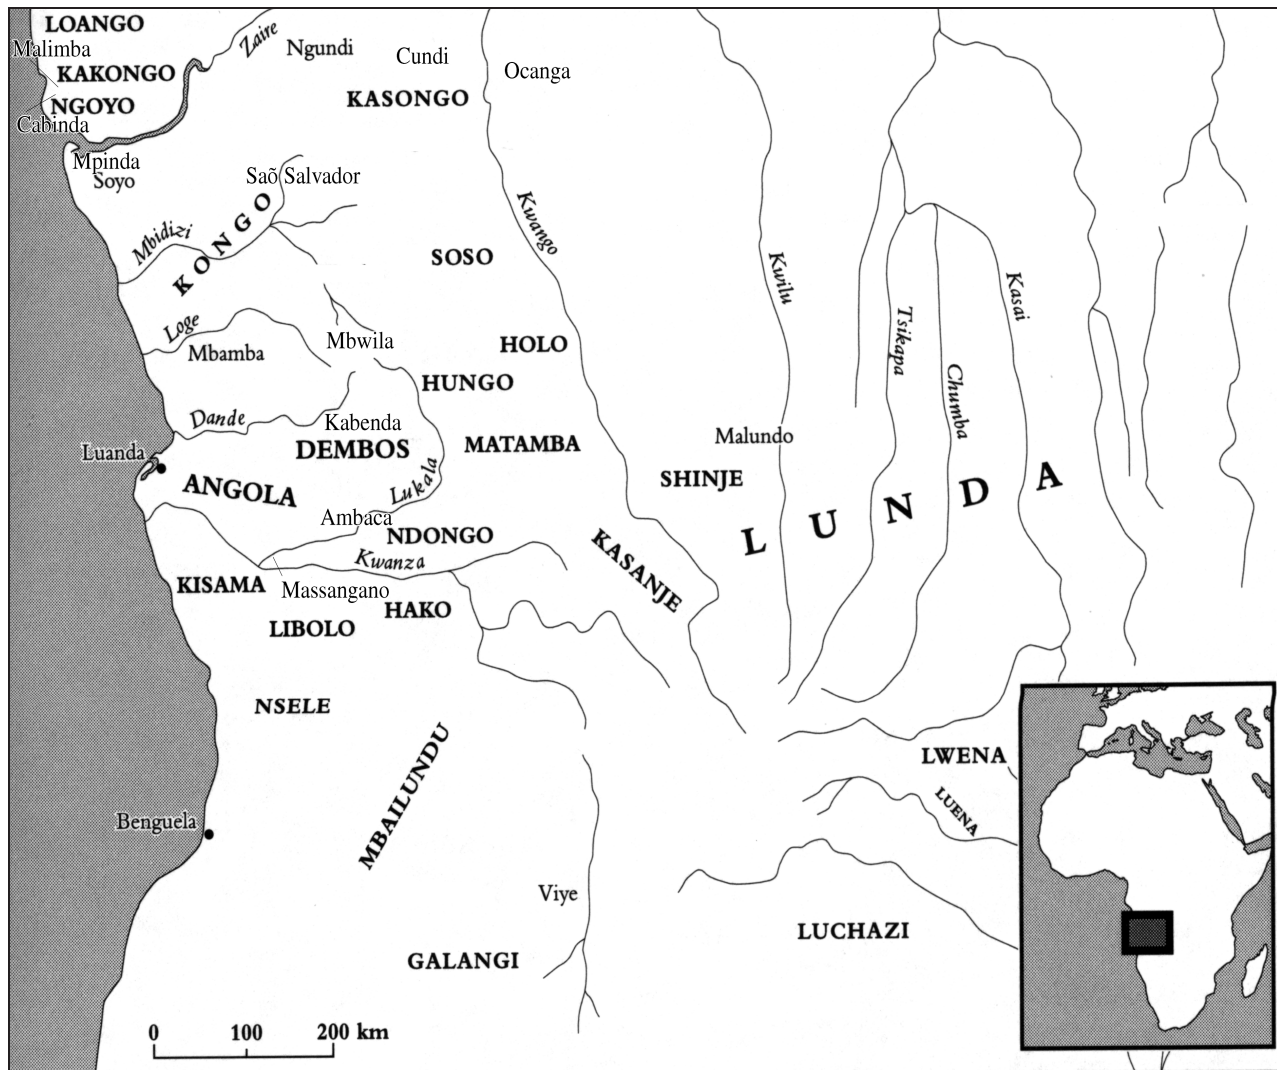 LOANGO
Malimba
KAKONGO
NGOYO
Cabinda
Zaire
Ngundi
Cundi
KASONGO
Ocanga
Mpinda
Soyo
Saõ Salvador
Mbidizi
KONGO
SOSO
Kwango
Kwilu
Kasai
Loge
Mbamba
Mbwila
HOLO
HUNGO
Tsikapa
Chumba
Dande
Kabenda
DEMBOS
MATAMBA
Malundo
Luanda
ANGOLA
Lukala
SHINJE
LUNDA
Ambaca
NDONGO
Kwanza
KASANJE
KISAMA
Massangano
HAKO
LIBOLO
NSELE
MBAILUNDU
LWENA
LUENA
Benguela
Viye
LUCHAZI
GALANGI
0 100 200 km